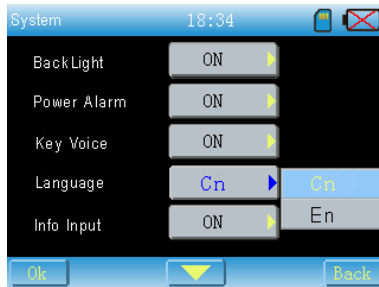 System 18:34
BackLight ON
Power Alarm ON
Key Voice ON
Language Cn Cn
En
Info Input ON
Ok Back